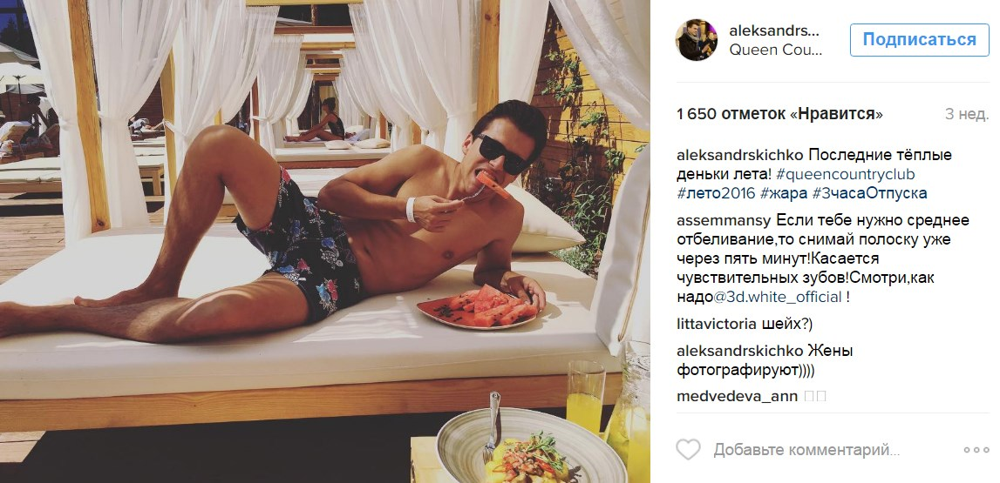 aleksandrs...
Queen Cou...
Подписаться
1 650 отметок «Нравится»
3 нед.
aleksandrskichko Последние тёплые
деньки лета! #queencountryclub
#лето2016 #жара #3часаОтпуска
assemmansy Если тебе нужно среднее
отбеливание,то снимай полоску уже
через пять минут!Касается
чувствительных зубов!Смотри,как
надо@3d.white_official !
littavictoria шейх?)
aleksandrskichko Жены
фотографируют))))
medvedeva_ann
Добавьте комментарий...